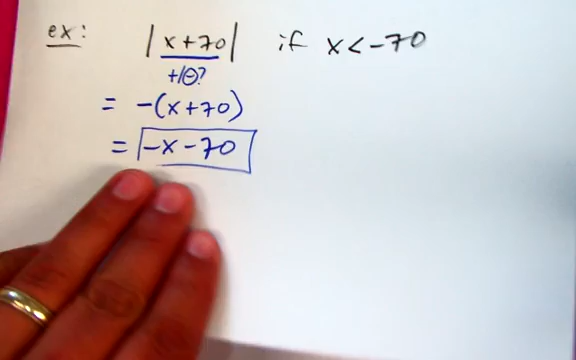 ex: |x+70| if x<-70
+/⊖?
= -(x+70)
= -x-70